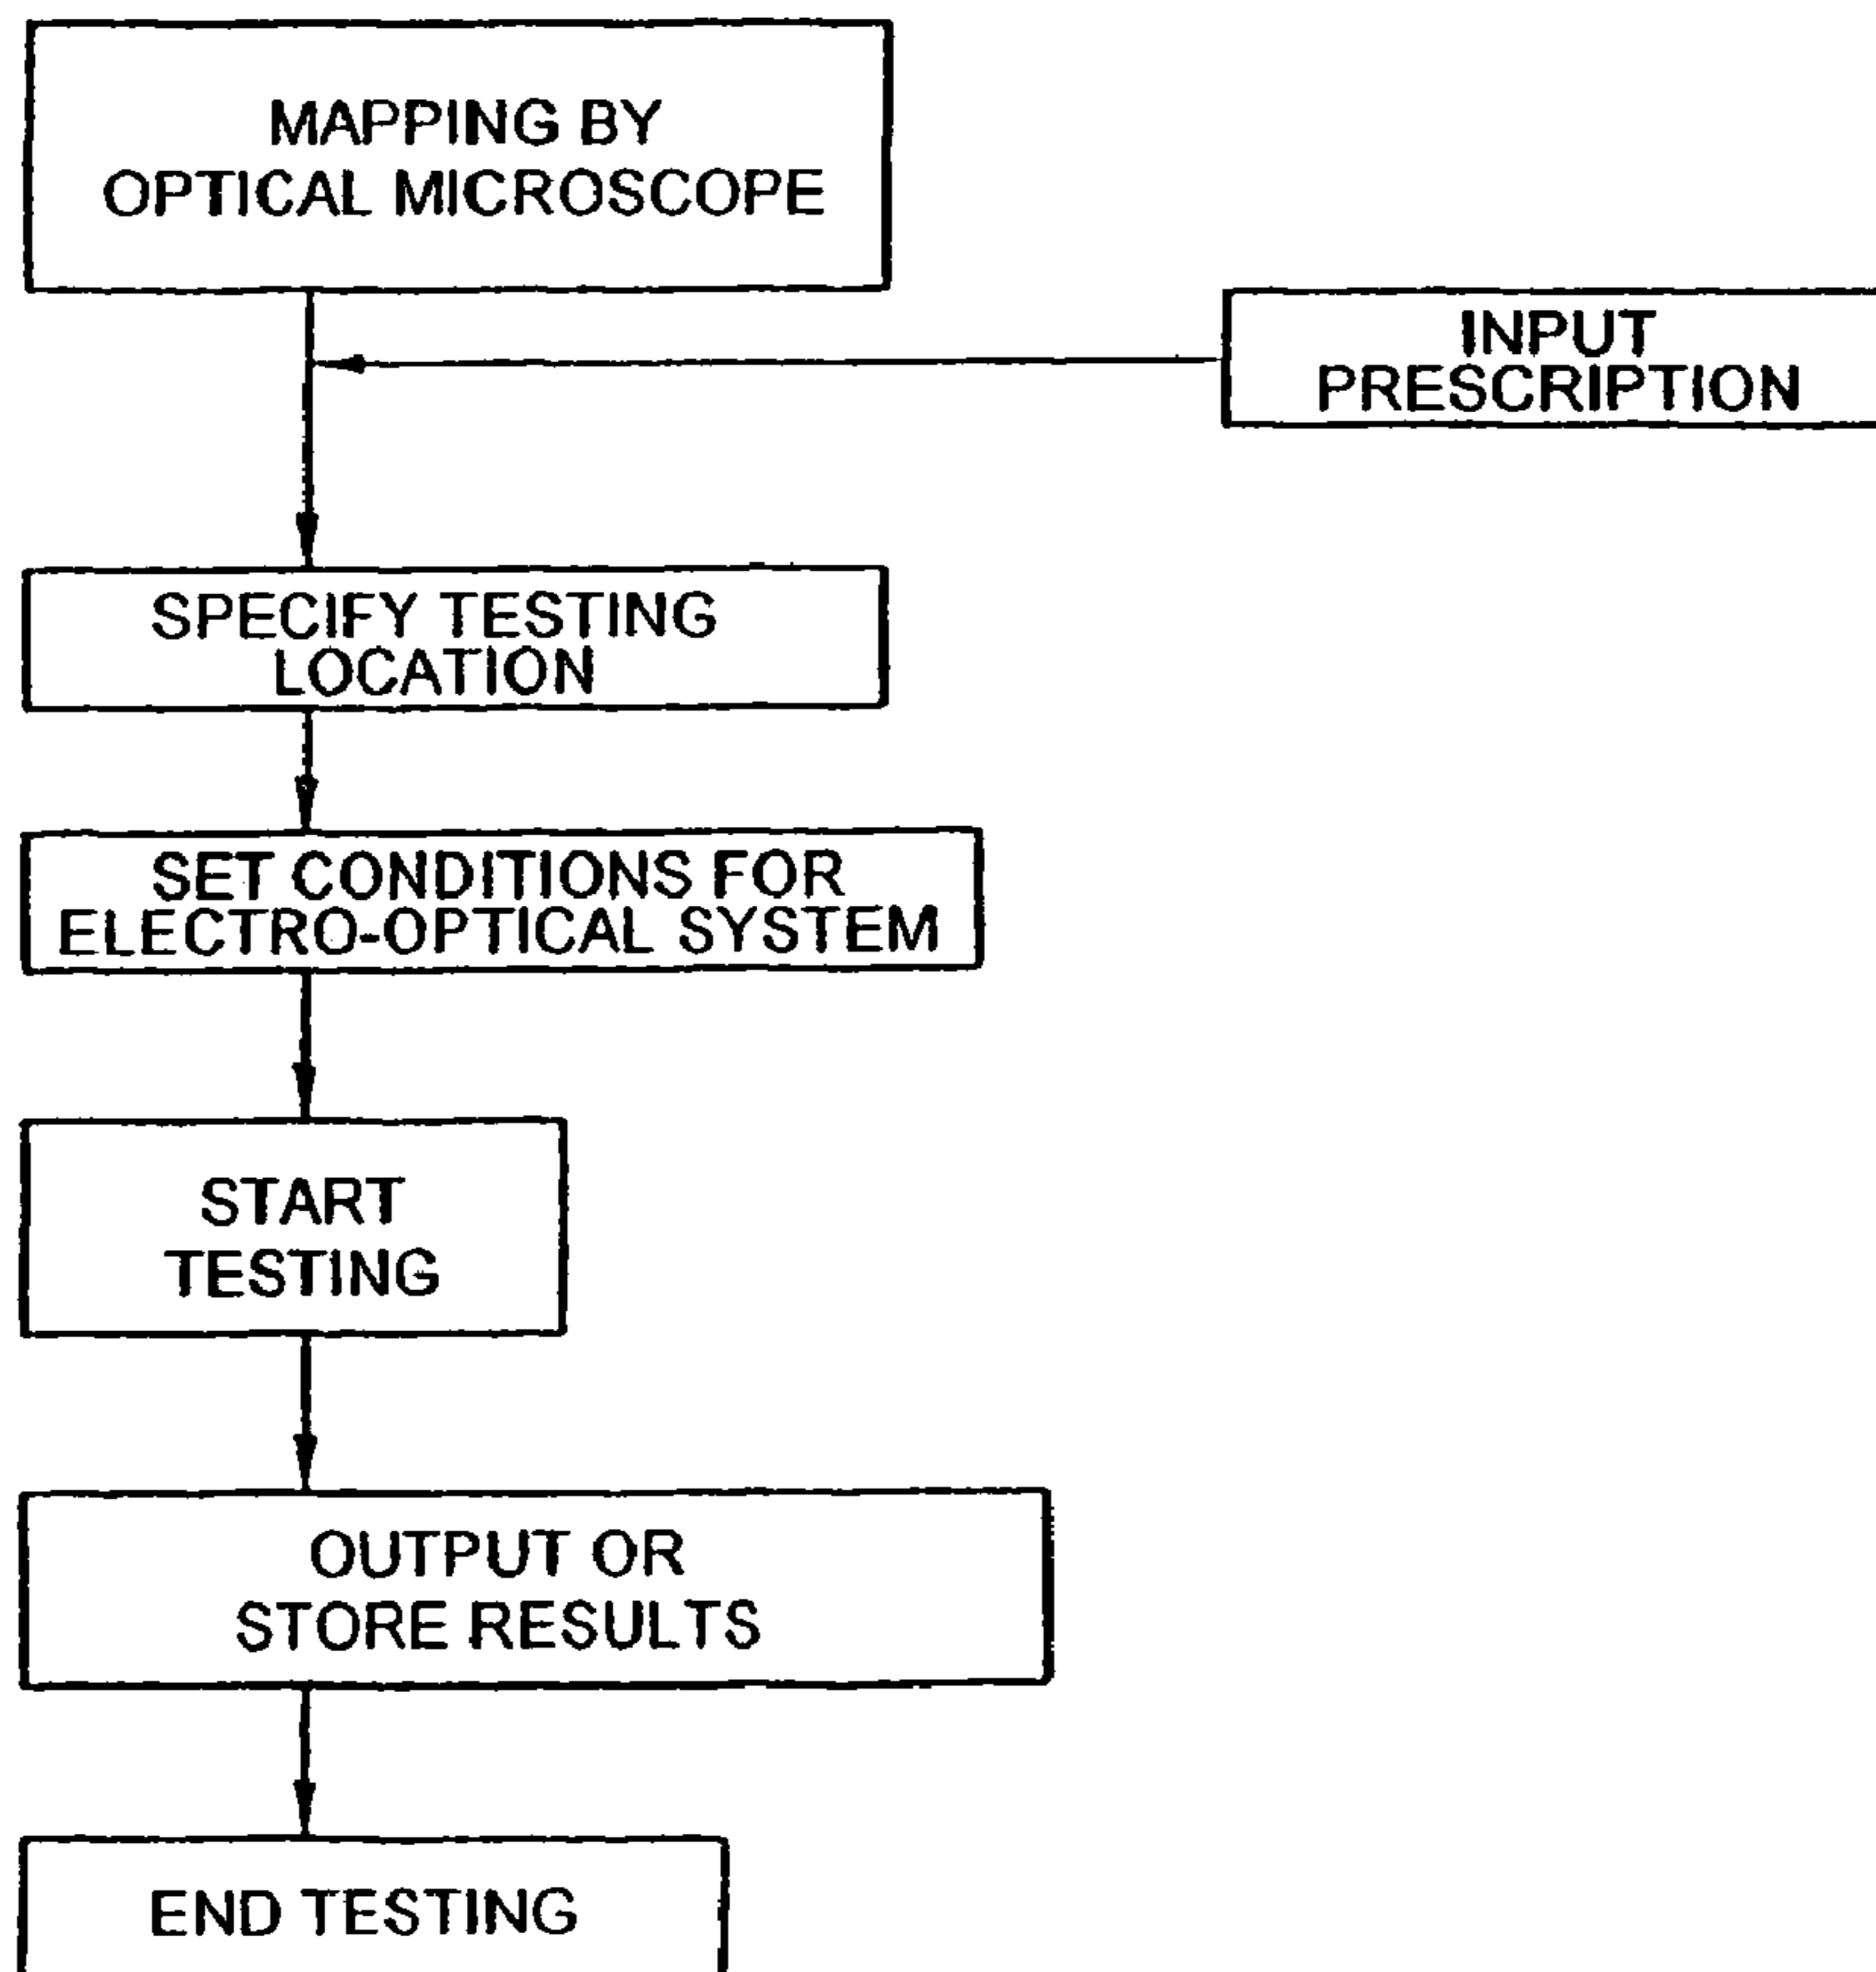 MAPPING BY
OPTICAL MICROSCOPE
INPUT
PRESCRIPTION
SPECIFY TESTING
LOCATION
SET CONDITIONS FOR
ELECTRO-OPTICAL SYSTEM
START
TESTING
OUTPUT OR
STORE RESULTS
END TESTING